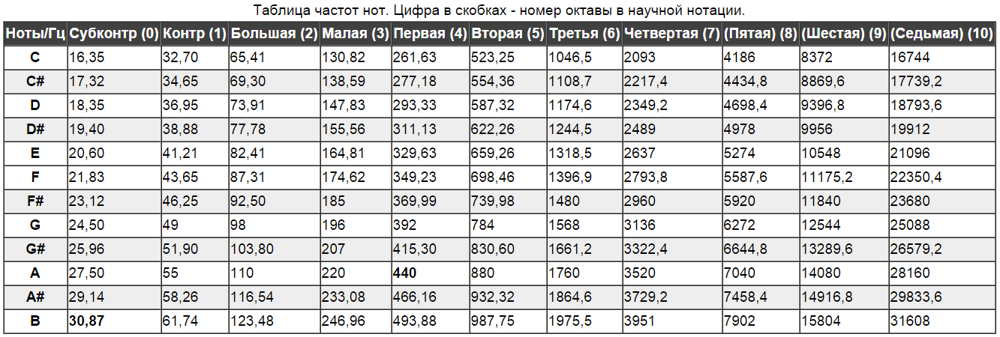 Таблица частот нот. Цифра в скобках - номер октавы в научной нотации.
Ноты/Гц Субконтр (0) Контр (1) Большая (2) Малая (3) Первая (4) Вторая (5) Третья (6) Четвертая (7) (Пятая) (8) (Шестая) (9) (Седьмая) (10)
C 16,35 32,70 65,41 130,82 261,63 523,25 1046,5 2093 4186 8372 16744
C# 17,32 34,65 69,30 138,59 277,18 554,36 1108,7 2217,4 4434,8 8869,6 17739,2
D 18,35 36,95 73,91 147,83 293,33 587,32 1174,6 2349,2 4698,4 9396,8 18793,6
D# 19,40 38,88 77,78 155,56 311,13 622,26 1244,5 2489 4978 9956 19912
E 20,60 41,21 82,41 164,81 329,63 659,26 1318,5 2637 5274 10548 21096
F 21,83 43,65 87,31 174,62 349,23 698,46 1396,9 2793,8 5587,6 11175,2 22350,4
F# 23,12 46,25 92,50 185 369,99 739,98 1480 2960 5920 11840 23680
G 24,50 49 98 196 392 784 1568 3136 6272 12544 25088
G# 25,96 51,90 103,80 207 415,30 830,60 1661,2 3322,4 6644,8 13289,6 26579,2
A 27,50 55 110 220 440 880 1760 3520 7040 14080 28160
A# 29,14 58,26 116,54 233,08 466,16 932,32 1864,6 3729,2 7458,4 14916,8 29833,6
B 30,87 61,74 123,48 246,96 493,88 987,75 1975,5 3951 7902 15804 31608